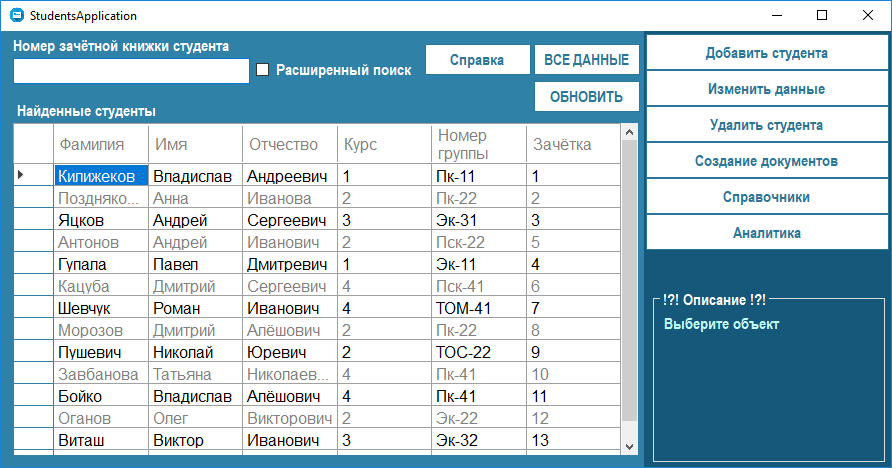 StudentsApplication
Номер зачётной книжки студента
Расширенный поиск
Справка
ВСЕ ДАННЫЕ
ОБНОВИТЬ
Найденные студенты
Фамилия Имя Отчество Курс Номер группы Зачётка
Кипижеков Владислав Андреевич 1 Пк-11 1
Поздняко... Анна Иванова 2 Пк-22 2
Яцков Андрей Сергеевич 3 Эк-31 3
Антонов Андрей Иванович 2 Пск-22 5
Гупала Павел Дмитревич 1 Эк-11 4
Кацуба Дмитрий Сергеевич 4 Пск-41 6
Шевчук Роман Иванович 4 ТОМ-41 7
Морозов Дмитрий Алёшович 2 Пк-22 8
Пушевич Николай Юревич 2 ТОС-22 9
Завбанова Татьяна Николаев... 4 Пк-41 10
Бойко Владислав Алёшович 4 Пк-41 11
Оганов Олег Викторович 2 Эк-22 12
Виташ Виктор Иванович 3 Эк-32 13
Добавить студента
Изменить данные
Удалить студента
Создание документов
Справочники
Аналитика
!?! Описание !?!
Выберите объект